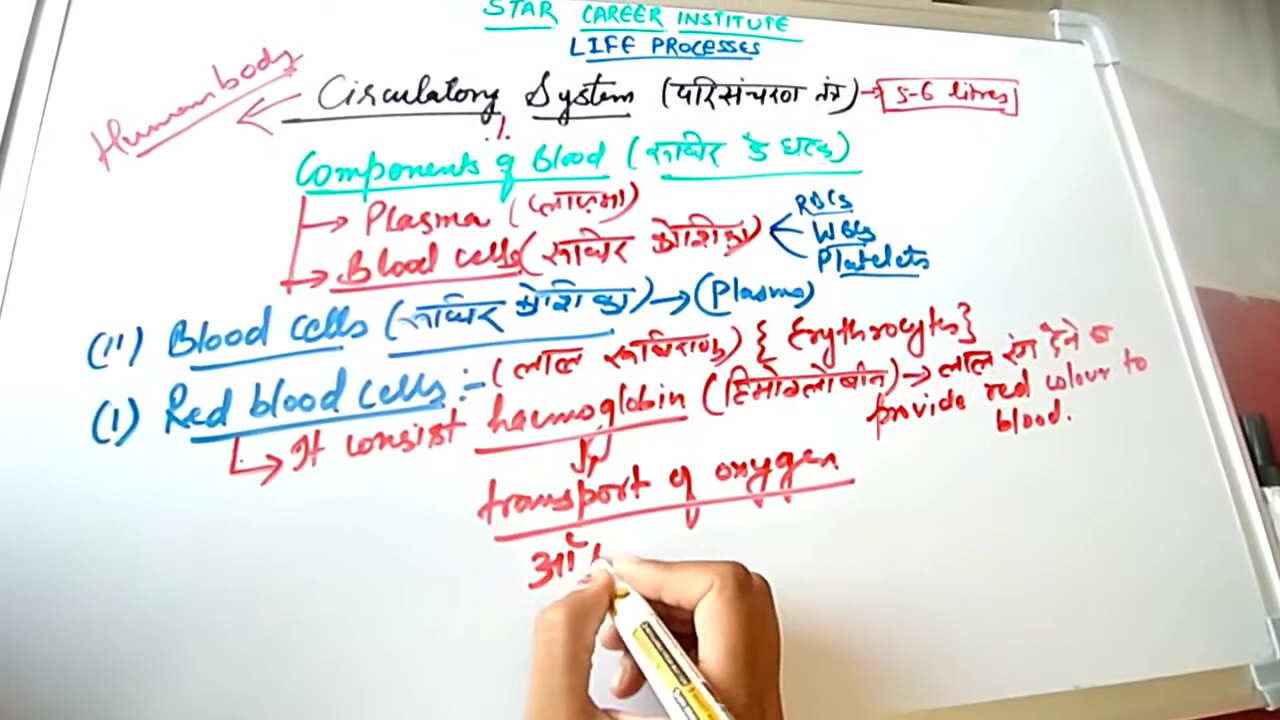 STAR CAREER INSTITUTE
LIFE PROCESSES
Human body ← Circulatory System (परिसंचरण तंत्र) → 5-6 litres
Components of Blood (रूधिर के घटक)
→ Plasma (प्लाज़मा)
→ Blood cells (रूधिर कोशिका)
RBCs
WBCs
Platelets
(II) Blood cells (रूधिर कोशिका) → (Plasma)
(I) Red blood cells :- (लाल रूधिराणु) { Erythrocytes}
↳ It consist haemoglobin (हिमोग्लोबीन) → लाल रंग देने व
provide red colour to
blood.
transport of oxygen
ऑ